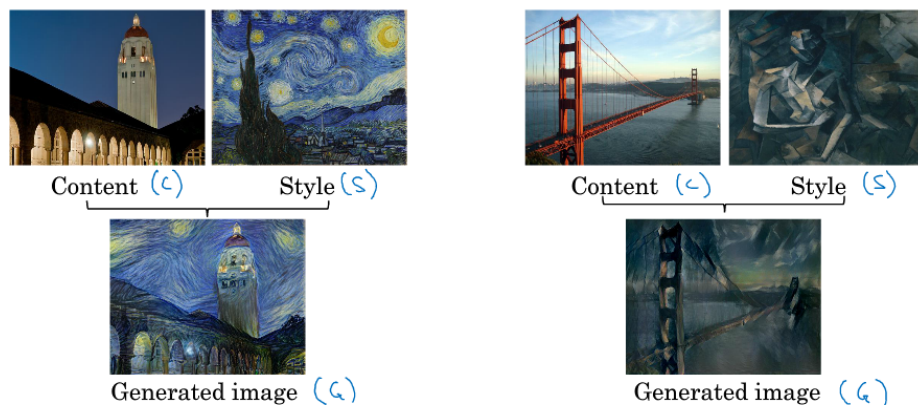 Content (C) Style (S)
Content (C) Style (S)
Generated image (G)
Generated image (G)